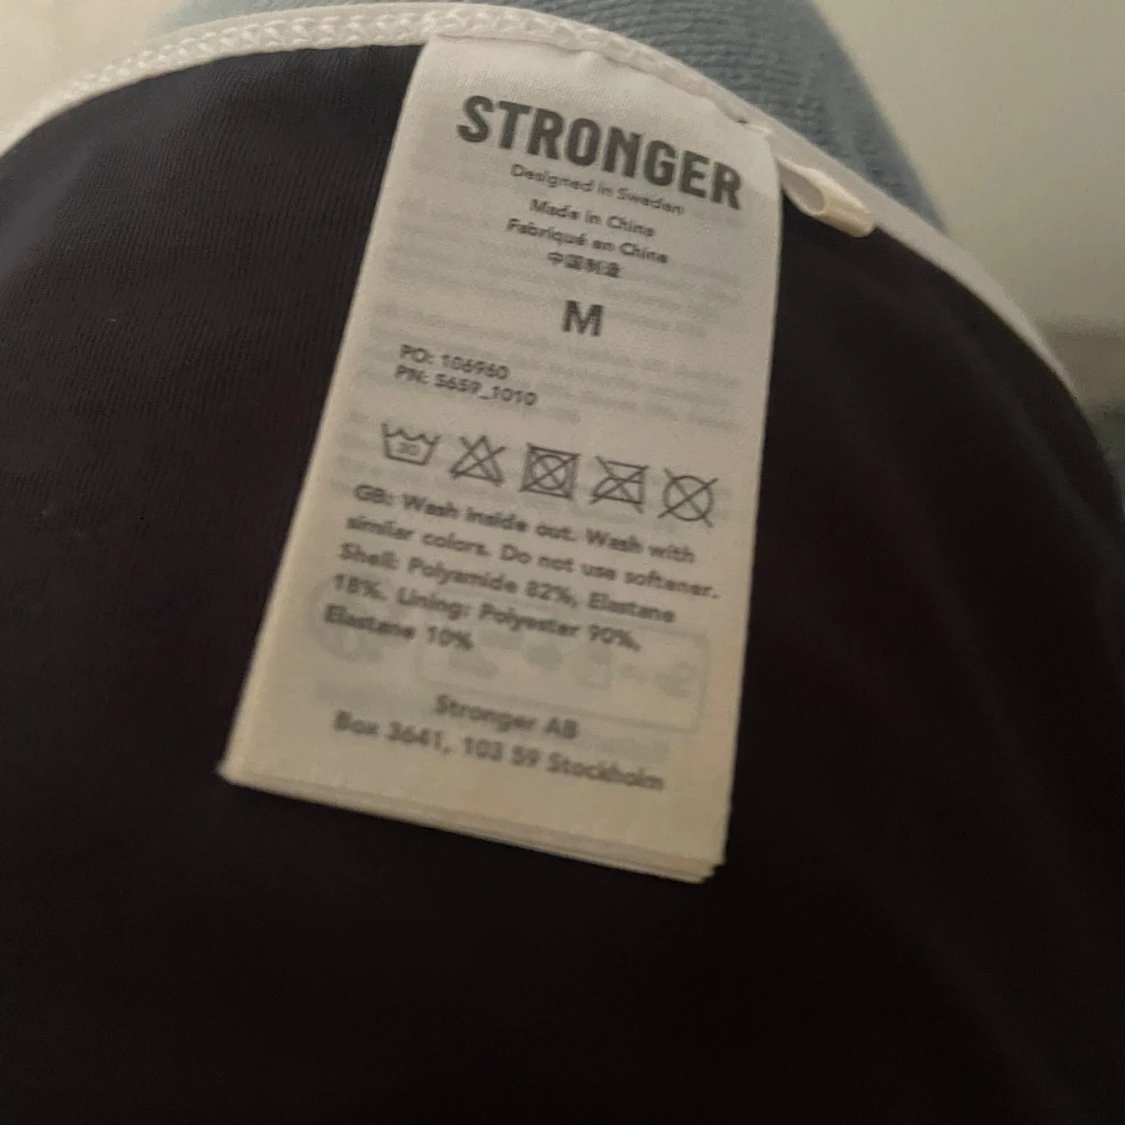 STRONGER
Designed in Sweden
Made in China
Fabriqué en Chine
中国制造
M
PO: 106960
PN: S659_1010
30
GB: Wash inside out. Wash with
similar colors. Do not use softener.
Shell: Polyamide 82%, Elastane
18%. Lining: Polyester 90%,
Elastane 10%
Stronger AB
Box 3641, 103 59 Stockholm